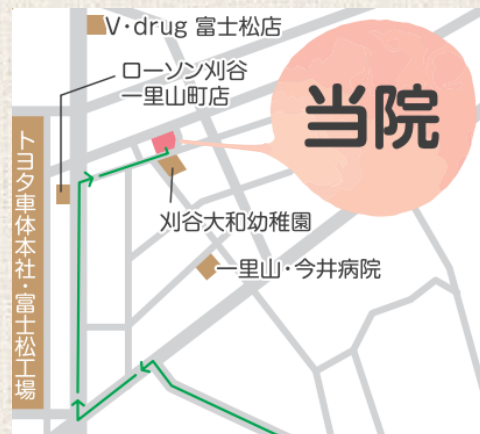 V・drug 富士松店
ローソン刈谷
一里山町店
当院
トヨタ車体本社・富士松工場
刈谷大和幼稚園
一里山・今井病院